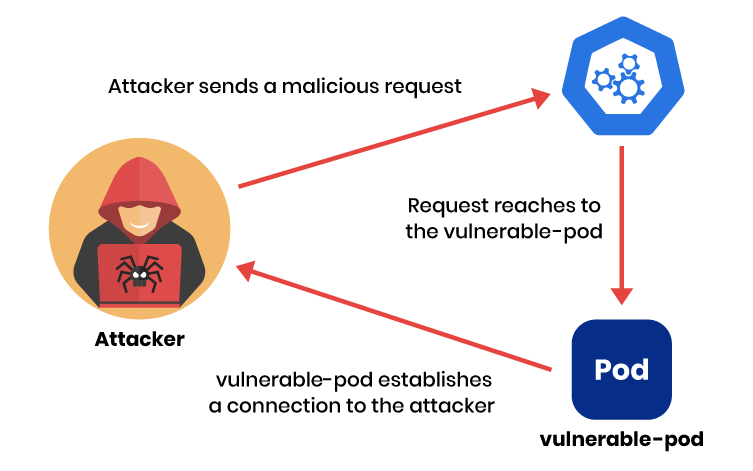 Attacker sends a malicious request
Request reaches to
the vulnerable-pod
Attacker
Pod
vulnerable-pod establishes
a connection to the attacker
vulnerable-pod